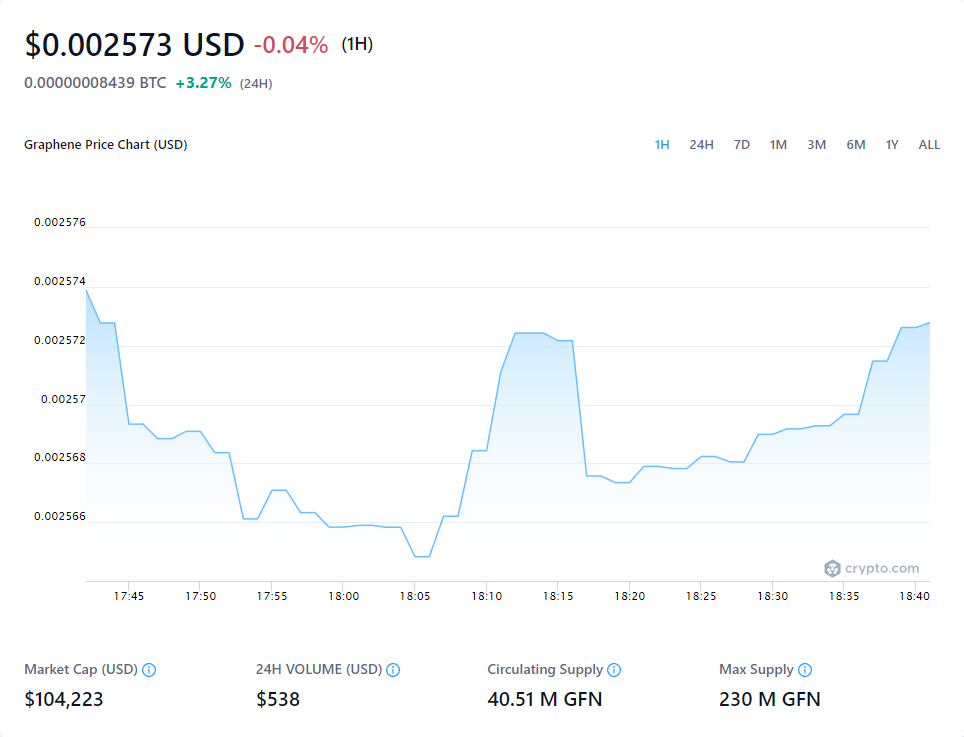 $0.002573 USD -0.04% (1H)
0.00000008439 BTC +3.27% (24H)
Graphene Price Chart (USD) 1H 24H 7D 1M 3M 6M 1Y ALL
0.002576
0.002574
0.002572
0.00257
0.002568
0.002566
crypto.com
17:45 17:50 17:55 18:00 18:05 18:10 18:15 18:20 18:25 18:30 18:35 18:40
Market Cap (USD) 24H VOLUME (USD) Circulating Supply Max Supply
$104,223 $538 40.51 M GFN 230 M GFN